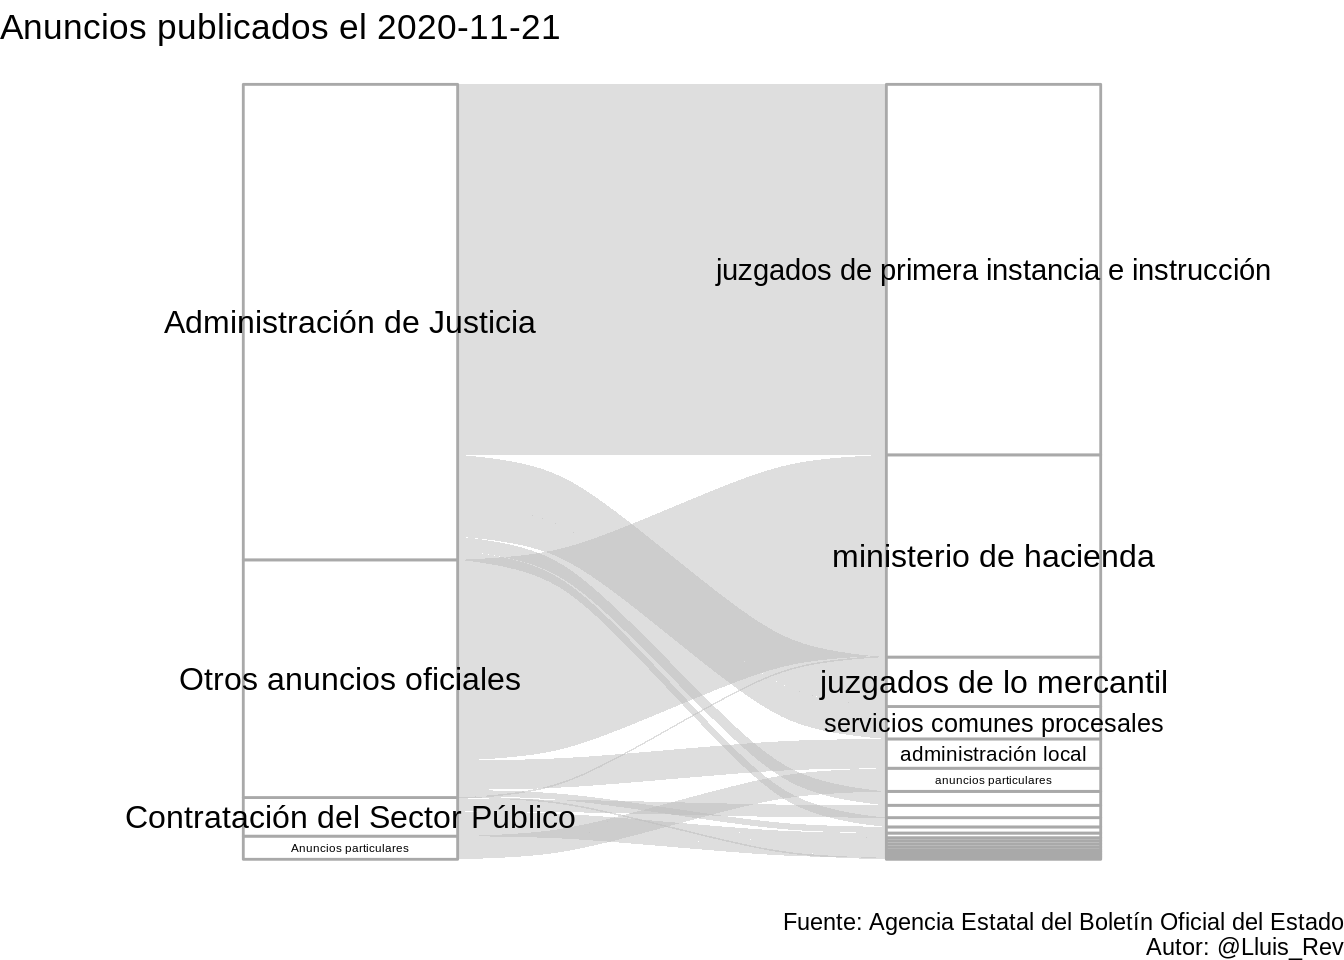 Anuncios publicados el 2020-11-21
juzgados de primera instancia e instrucción
Administración de Justicia
ministerio de hacienda
Otros anuncios oficiales
juzgados de lo mercantil
servicios comunes procesales
administración local
anuncios particulares
Contratación del Sector Público
Anuncios particulares
Fuente: Agencia Estatal del Boletín Oficial del Estado
Autor: @Lluis_Rev